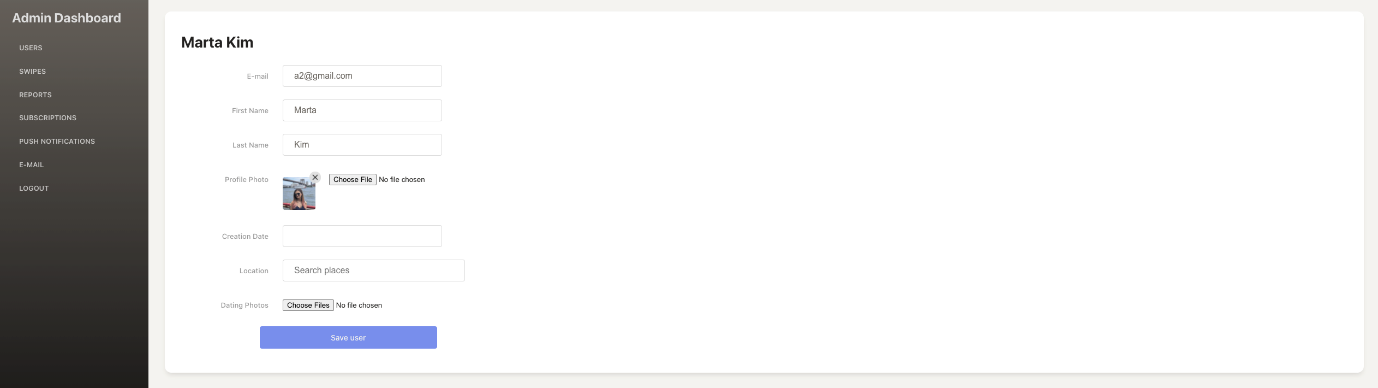 Admin Dashboard
USERS
SWIPES
REPORTS
SUBSCRIPTIONS
PUSH NOTIFICATIONS
E-MAIL
LOGOUT
Marta Kim
E-mail a2@gmail.com
First Name Marta
Last Name Kim
Profile Photo Choose File No file chosen
Creation Date
Location Search places
Dating Photos Choose Files No file chosen
Save user